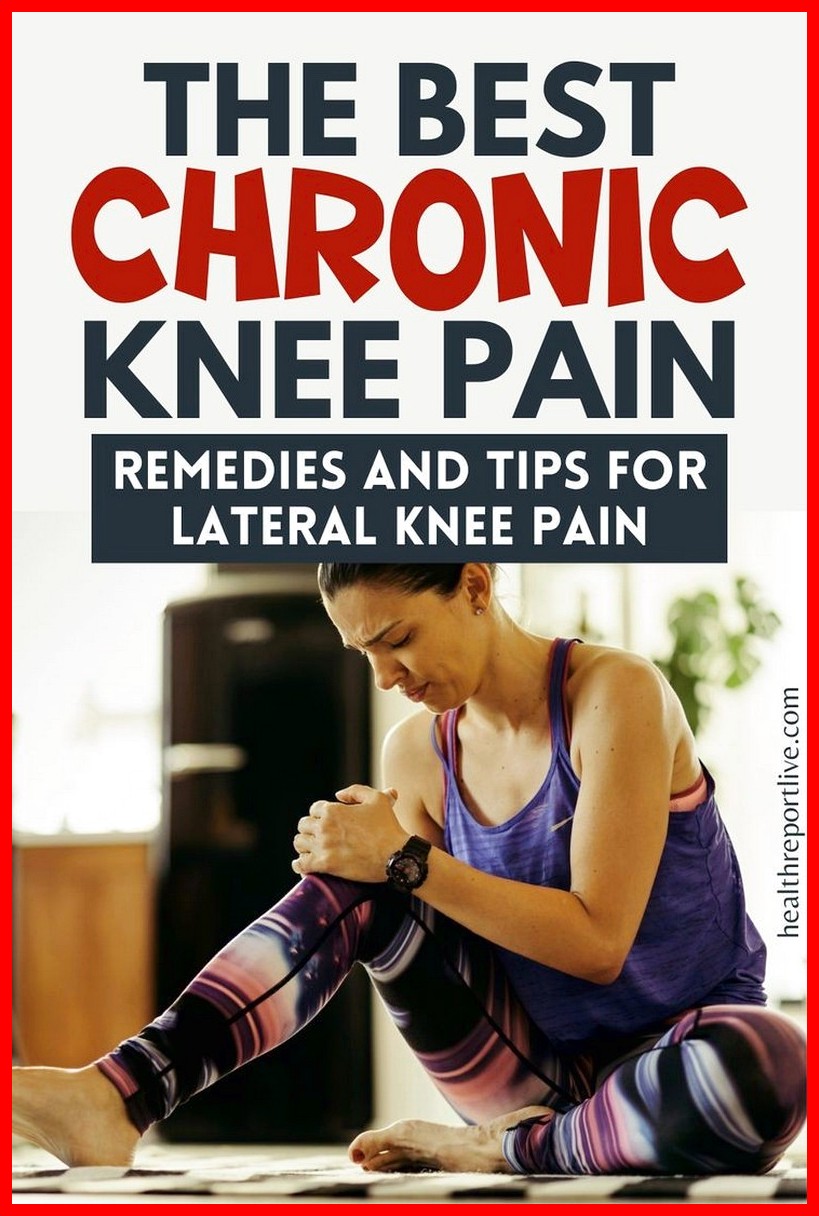 THE BEST
CHRONIC
KNEE PAIN
REMEDIES AND TIPS FOR
LATERAL KNEE PAIN
healthreportlive.com